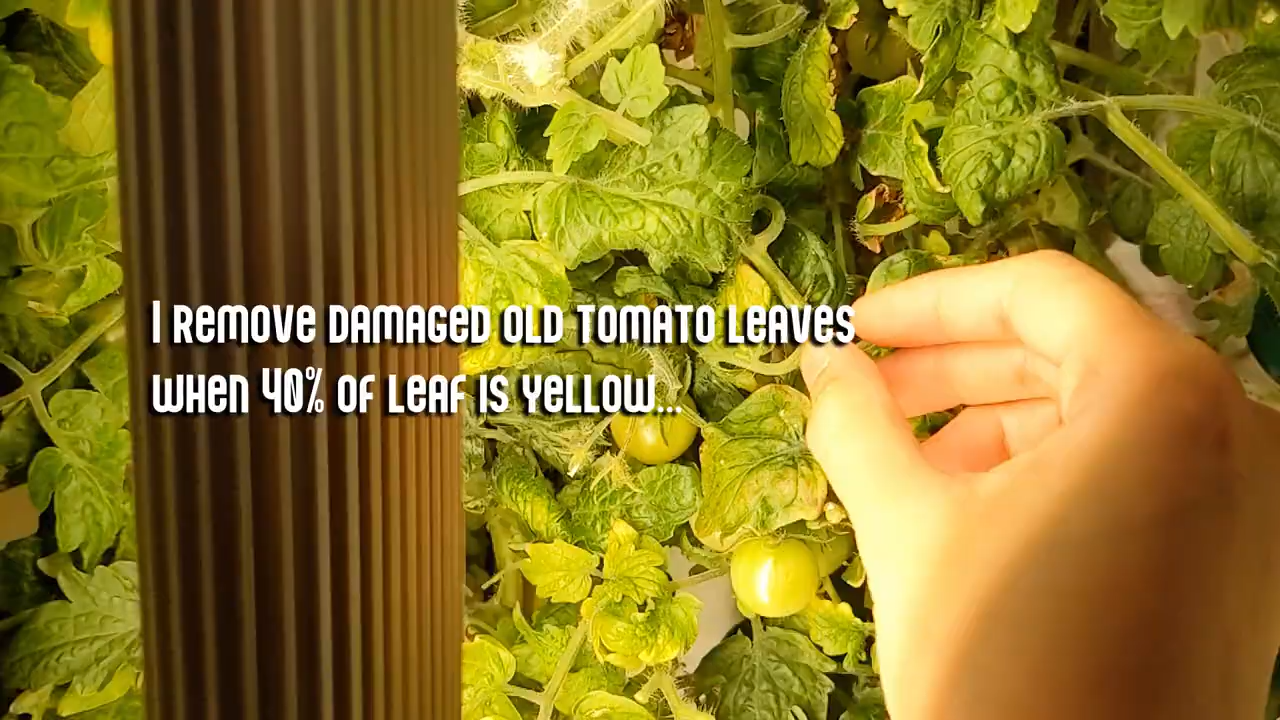 I remove damaged old tomato leaves
when 40% of leaf is yellow...